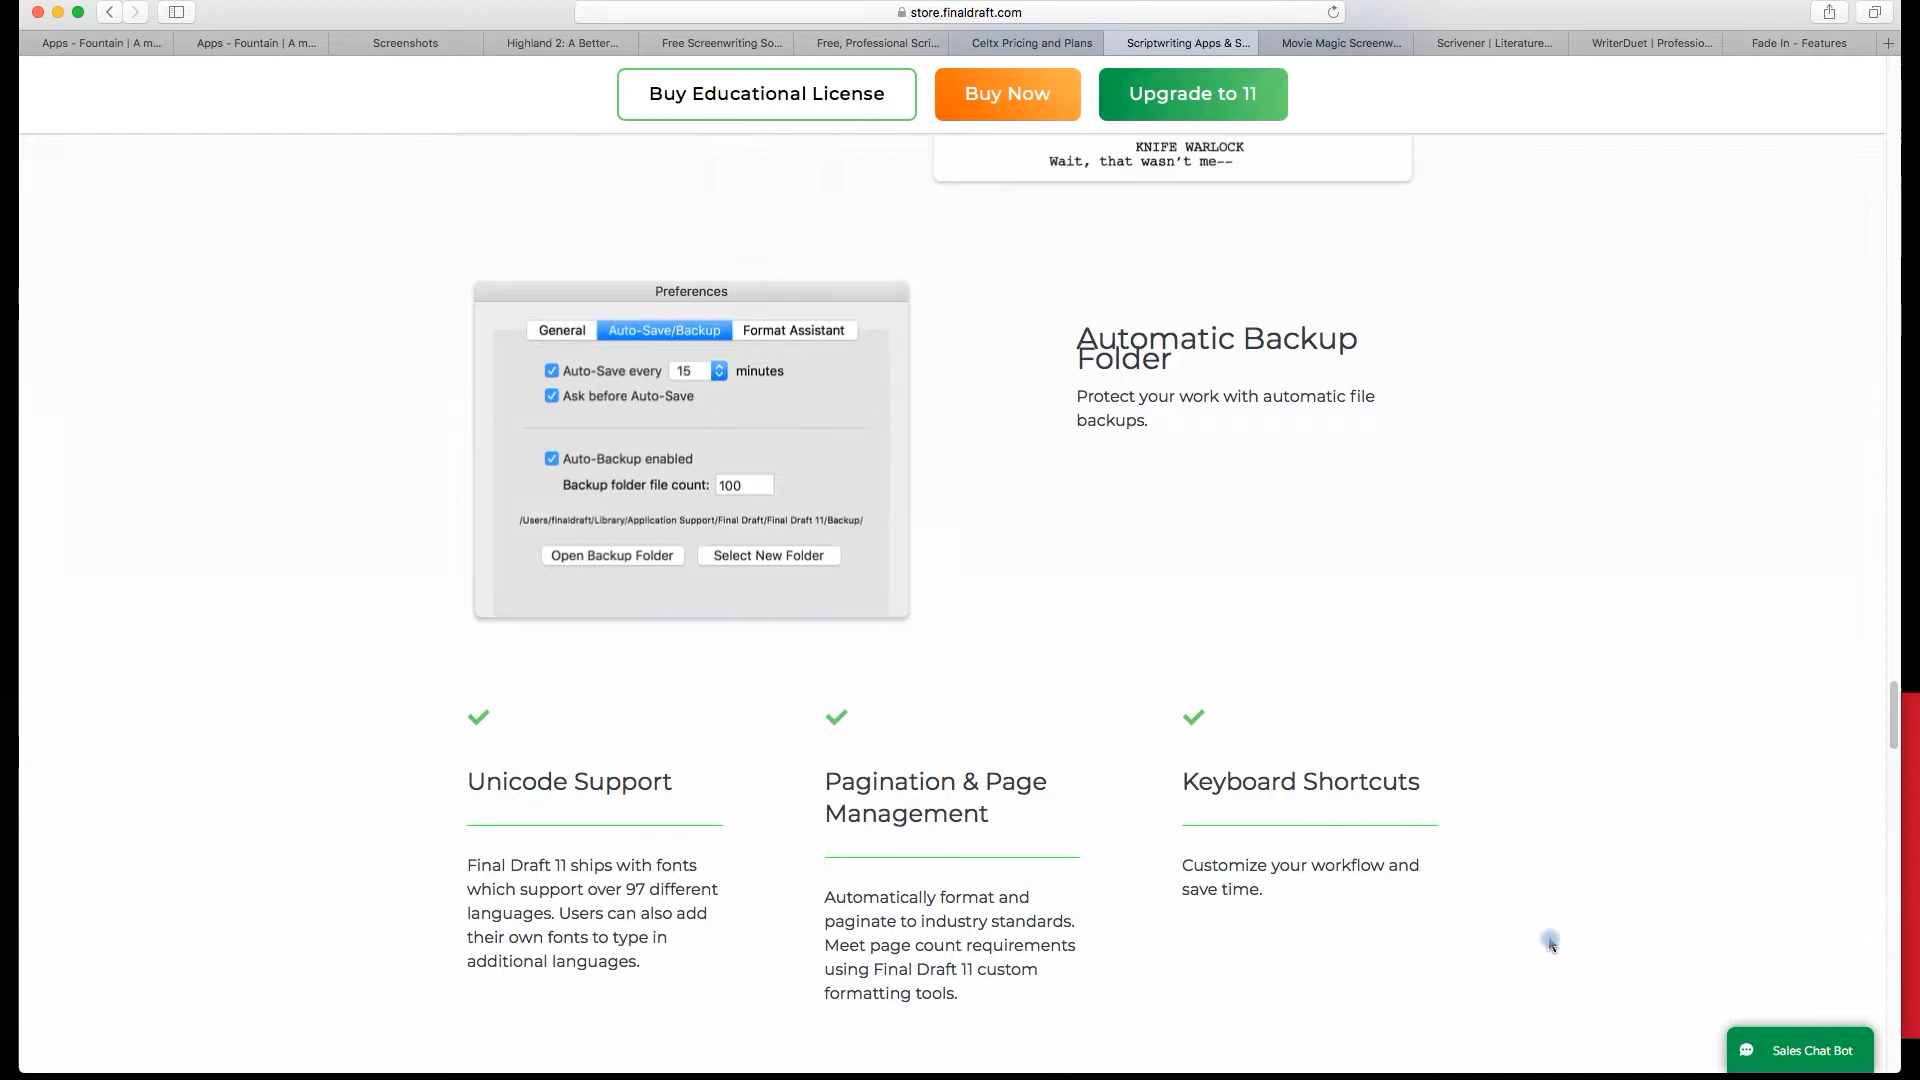 store.finaldraft.com
Apps - Fountain | A m...
Apps - Fountain | A m...
Screenshots
Highland 2: A Better...
Free Screenwriting So...
Free, Professional Scri...
Celtx Pricing and Plans
Scriptwriting Apps & S...
Movie Magic Screenw...
Scrivener | Literature...
WriterDuet | Professio...
Fade In - Features
Buy Educational License
Buy Now
Upgrade to 11
KNIFE WARLOCK
Wait, that wasn't me--
Preferences
General
Auto-Save/Backup
Format Assistant
Auto-Save every 15 minutes
Ask before Auto-Save
Auto-Backup enabled
Backup folder file count: 100
/Users/finaldraft/Library/Application Support/Final Draft/Final Draft 11/Backup/
Open Backup Folder
Select New Folder
Automatic Backup
Folder
Protect your work with automatic file
backups.
Unicode Support
Final Draft 11 ships with fonts
which support over 97 different
languages. Users can also add
their own fonts to type in
additional languages.
Pagination & Page
Management
Automatically format and
paginate to industry standards.
Meet page count requirements
using Final Draft 11 custom
formatting tools.
Keyboard Shortcuts
Customize your workflow and
save time.
Sales Chat Bot